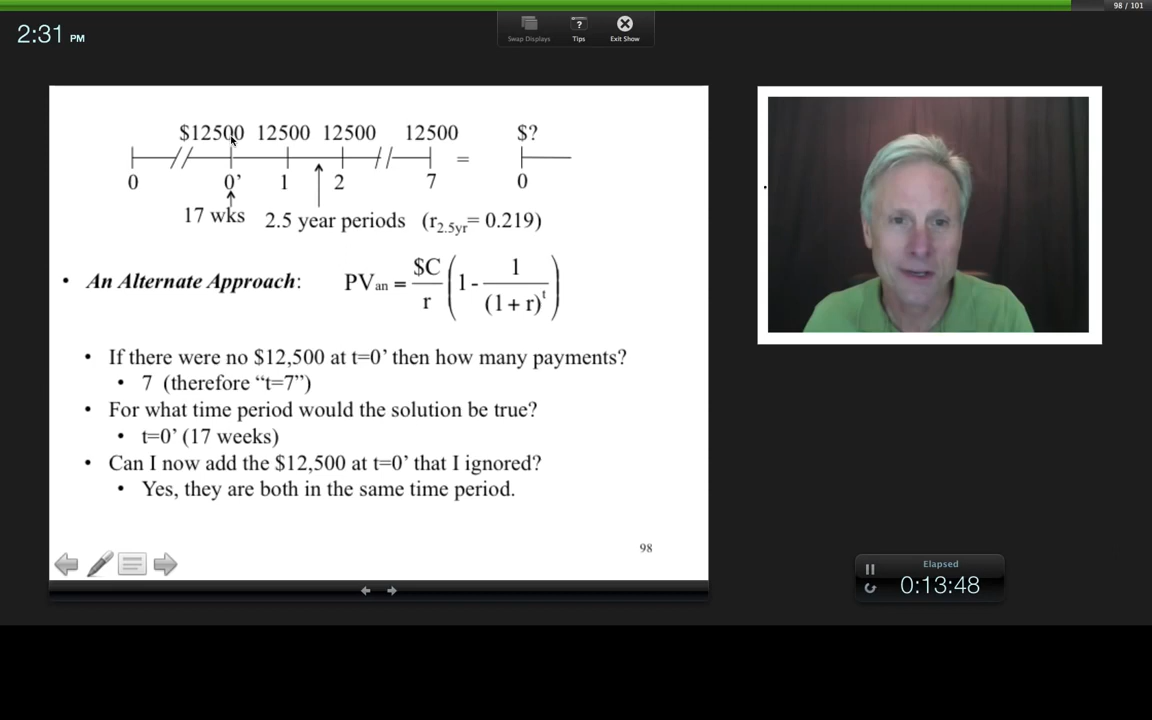 98 / 101
2:31 PM
Swap Displays Tips Exit Show
$12500 12500 12500 12500 $?
=
0 0’ 1 2 7 0
17 wks 2.5 year periods (r2.5yr= 0.219)
• An Alternate Approach: PVan = $C/r (1 - 1/(1 + r)^t)
• If there were no $12,500 at t=0’ then how many payments?
• 7 (therefore “t=7”)
• For what time period would the solution be true?
• t=0’ (17 weeks)
• Can I now add the $12,500 at t=0’ that I ignored?
• Yes, they are both in the same time period.
98
Elapsed
0:13:48